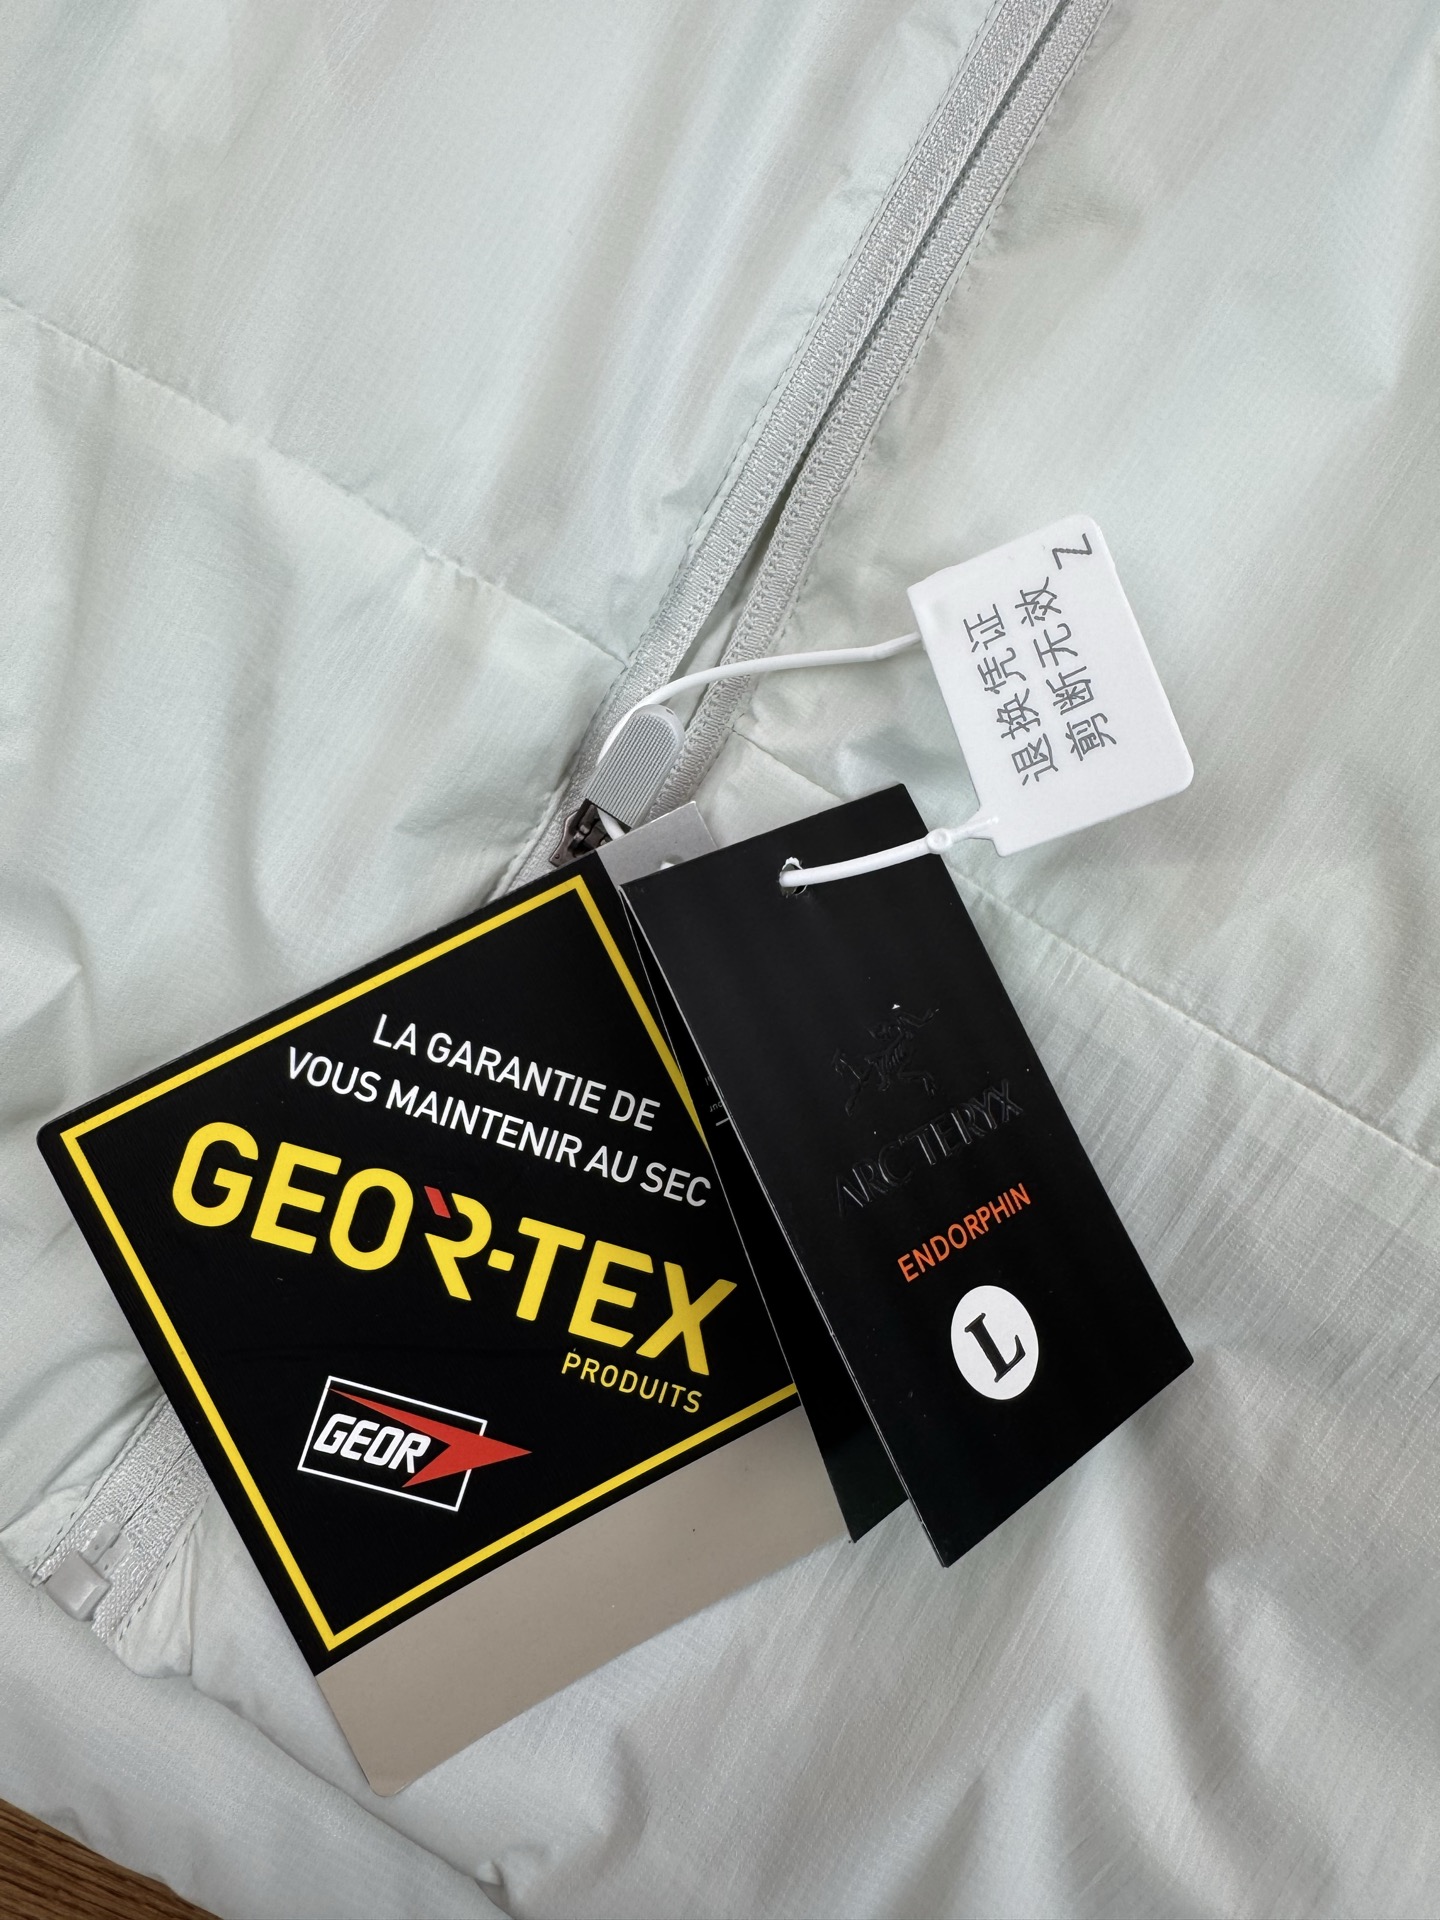 退换凭证
剪断无效
Z
LA GARANTIE DE
VOUS MAINTENIR AU SEC
GEOR-TEX
PRODUITS
GEOR
ARC'TERYX
ENDORPHIN
L